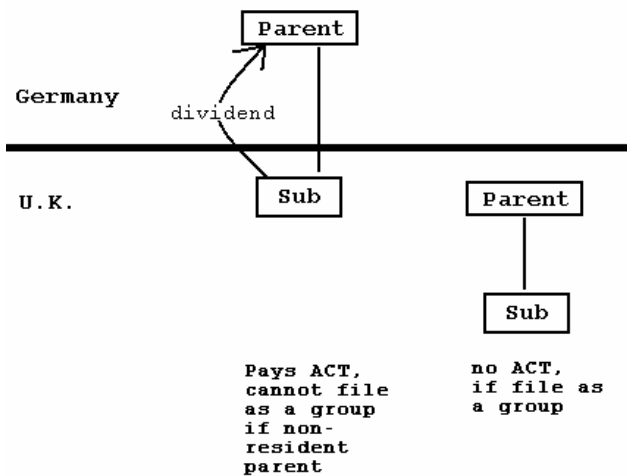 Parent
Germany
dividend
U.K.
Sub
Parent
Sub
Pays ACT,
cannot file
as a group
if non-
resident
parent
no ACT,
if file as
a group